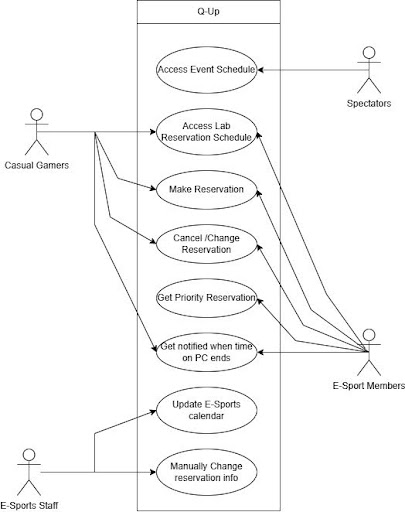 Q-Up
Access Event Schedule
Spectators
Access Lab
Reservation Schedule
Casual Gamers
Make Reservation
Cancel /Change
Reservation
Get Priority Reservation
Get notified when time
on PC ends
E-Sport Members
Update E-Sports
calendar
Manually Change
reservation info
E-Sports Staff